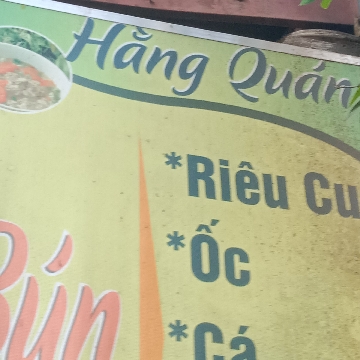 Hằng Quán
*Riêu Cu
*Ốc
Bún
*Cá